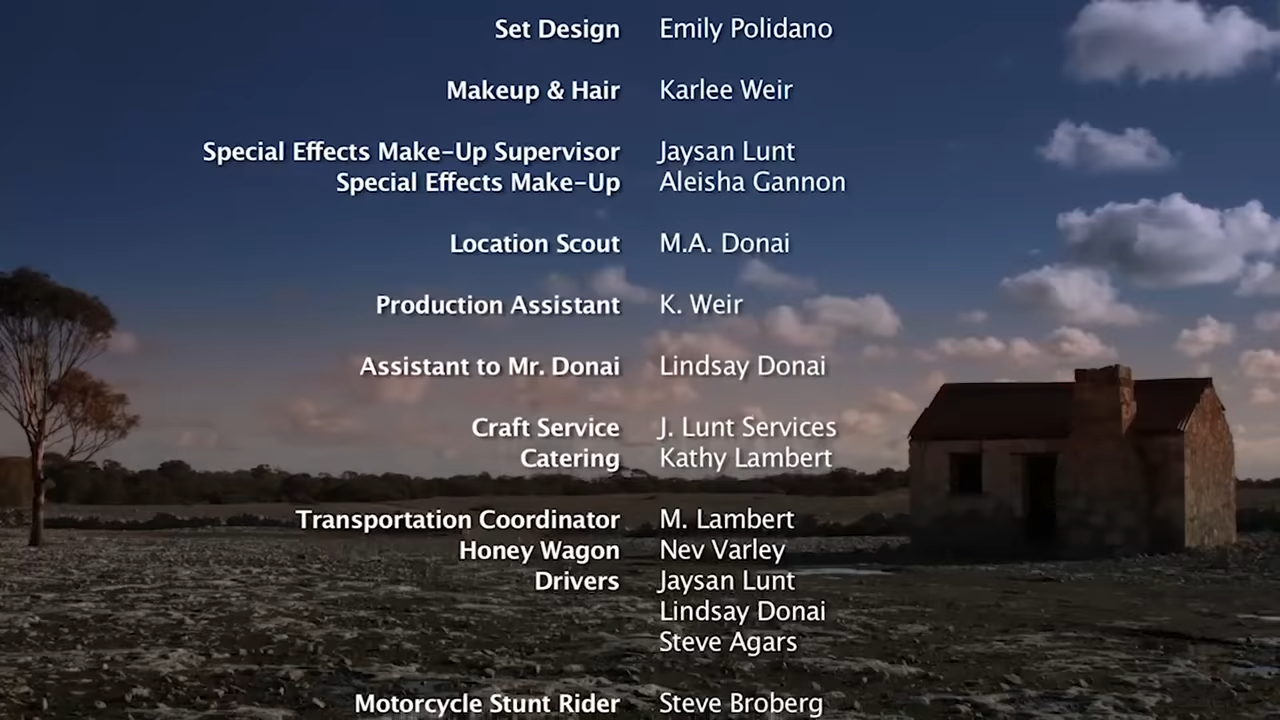 Set Design Emily Polidano
Makeup & Hair Karlee Weir
Special Effects Make-Up Supervisor Jaysan Lunt
Special Effects Make-Up Aleisha Gannon
Location Scout M.A. Donai
Production Assistant K. Weir
Assistant to Mr. Donai Lindsay Donai
Craft Service J. Lunt Services
Catering Kathy Lambert
Transportation Coordinator M. Lambert
Honey Wagon Nev Varley
Drivers Jaysan Lunt
Lindsay Donai
Steve Agars
Motorcycle Stunt Rider Steve Broberg